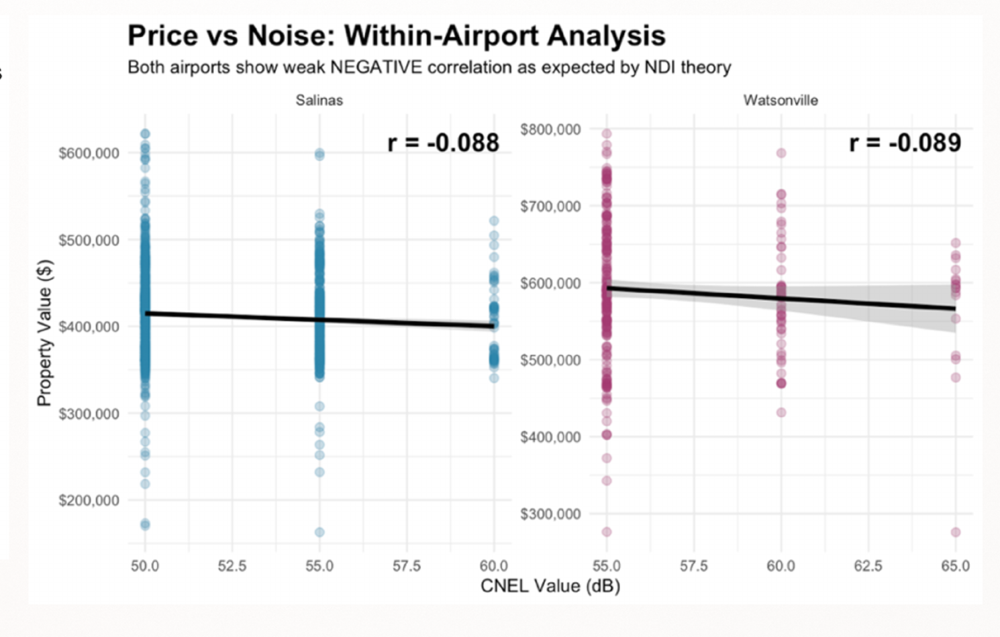 s
Price vs Noise: Within-Airport Analysis
Both airports show weak NEGATIVE correlation as expected by NDI theory
Salinas
r = -0.088
$600,000
$500,000
$400,000
$300,000
$200,000
Property Value ($)
50.0 52.5 55.0 57.5 60.0
Watsonville
r = -0.089
$800,000
$700,000
$600,000
$500,000
$400,000
$300,000
55.0 57.5 60.0 62.5 65.0
CNEL Value (dB)